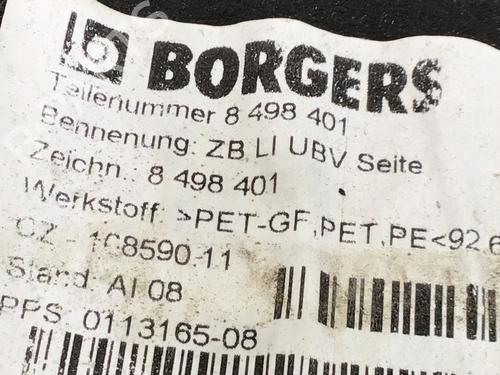 BORGERS
Teilenummer 8 498 401
Bennenung: ZB LI UBV Seite
Zeichn.: 8 498 401
Werkstoff: >PET-GF,PET,PE<92.6
CZ - 108590-11
Stand: AI 08
PPS: 0113165-08